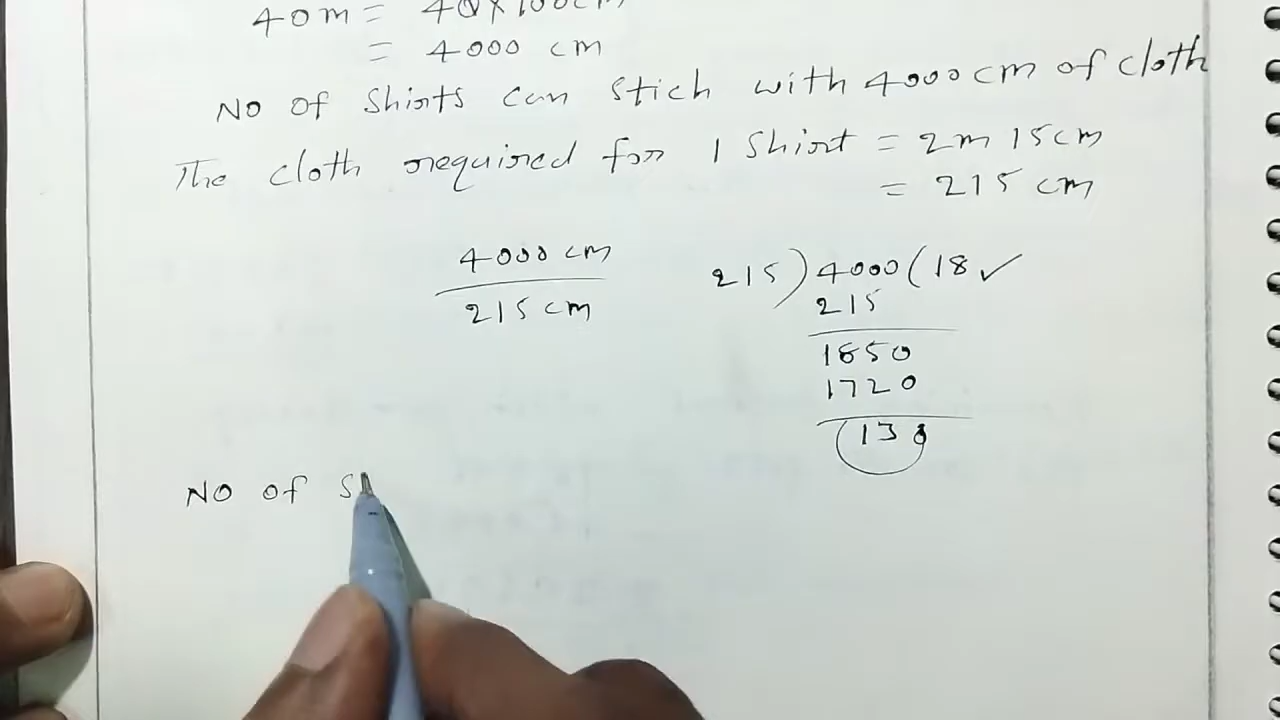 40m = 40×100cm
= 4000 cm
No of Shirts can Stich with 4000cm of cloth
The cloth required for 1 Shirt = 2m 15cm
= 215 cm
4000 cm
215 cm
215 ) 4000 ( 18 ✓
215
1850
1720
130
No of S